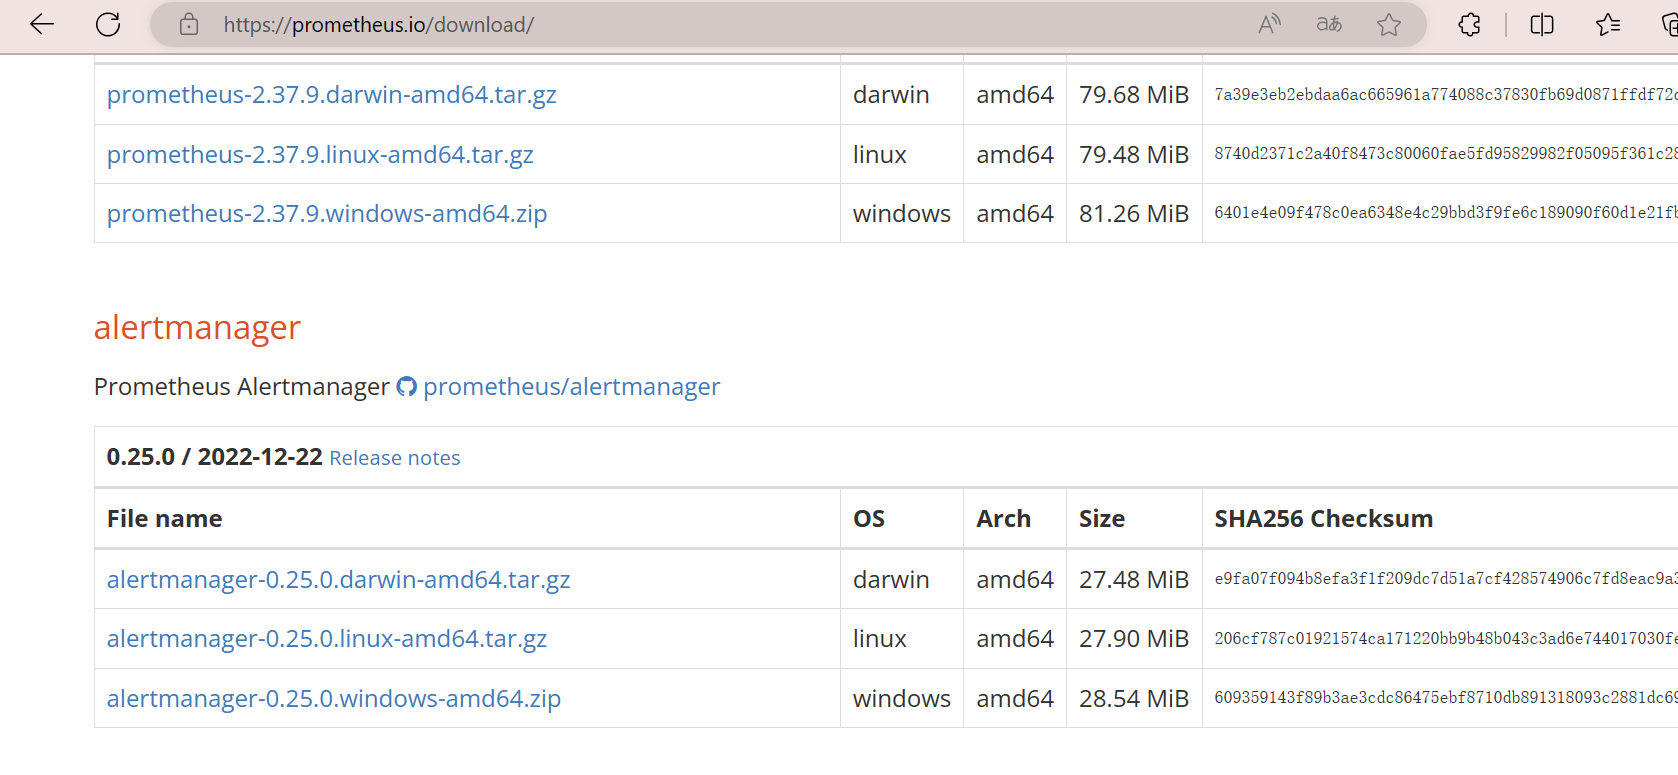 https://prometheus.io/download/
prometheus-2.37.9.darwin-amd64.tar.gz darwin amd64 79.68 MiB 7a39e3eb2ebdaa6ac665961a774088c37830fb69d0871ffdf72
prometheus-2.37.9.linux-amd64.tar.gz linux amd64 79.48 MiB 8740d2371c2a40f8473c80060fae5fd95829982f05095f361c28
prometheus-2.37.9.windows-amd64.zip windows amd64 81.26 MiB 6401e4e09f478c0ea6348e4c29bbd3f9fe6c189090f60d1e21f
alertmanager
Prometheus Alertmanager prometheus/alertmanager
0.25.0 / 2022-12-22 Release notes
File name OS Arch Size SHA256 Checksum
alertmanager-0.25.0.darwin-amd64.tar.gz darwin amd64 27.48 MiB e9fa07f094b8efa3f1f209dc7d51a7cf428574906c7fd8eac9a
alertmanager-0.25.0.linux-amd64.tar.gz linux amd64 27.90 MiB 206cf787c01921574ca171220bb9b48b043c3ad6e744017030f
alertmanager-0.25.0.windows-amd64.zip windows amd64 28.54 MiB 609359143f89b3ae3cdc86475ebf8710db891318093c2881dc6